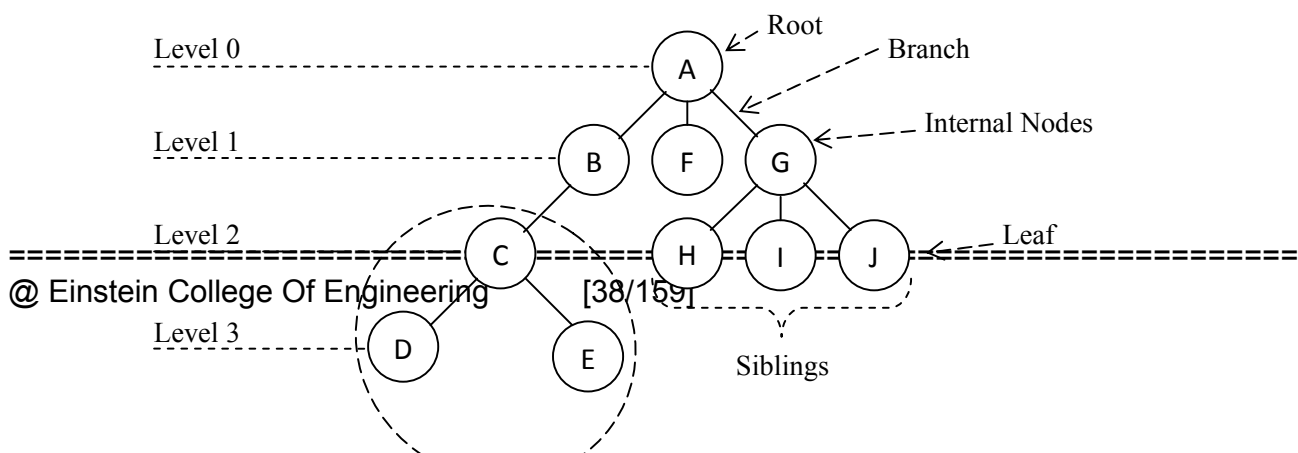 Root
Level 0
A
Branch
Internal Nodes
Level 1
B F G
Level 2
C H I J
Leaf
@ Einstein College Of Engineering [38/159]
Level 3
D E
Siblings